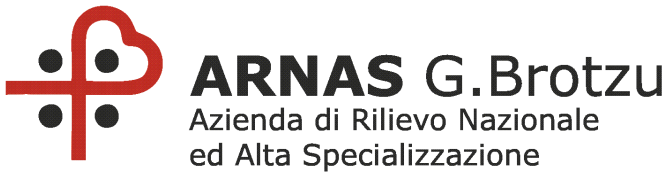 ARNAS G.Brotzu
Azienda di Rilievo Nazionale
ed Alta Specializzazione